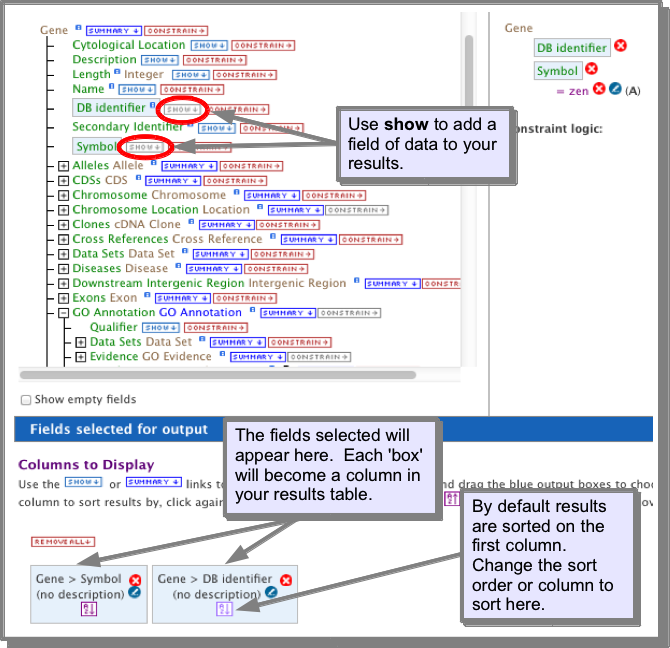 Gene SUMMARY ↓ CONSTRAIN →
Cytological Location SHOW ↓ CONSTRAIN →
Description SHOW ↓ CONSTRAIN →
Length Integer SHOW ↓ CONSTRAIN →
Name SHOW ↓ CONSTRAIN →
DB identifier SHOW ↓ CONSTRAIN →
Secondary Identifier SHOW ↓ CONSTRAIN →
Symbol SHOW ↓
Alleles Allele SUMMARY ↓ CONSTRAIN →
CDSs CDS SUMMARY ↓ CONSTRAIN →
Chromosome Chromosome SUMMARY ↓ CONSTRAIN →
Chromosome Location Location SUMMARY ↓ CONSTRAIN →
Clones cDNA Clone SUMMARY ↓ CONSTRAIN →
Cross References Cross Reference SUMMARY ↓ CONSTRAIN →
Data Sets Data Set SUMMARY ↓ CONSTRAIN →
Diseases Disease SUMMARY ↓ CONSTRAIN →
Downstream Intergenic Region Intergenic Region SUMMARY ↓
Exons Exon SUMMARY ↓ CONSTRAIN →
GO Annotation GO Annotation SUMMARY ↓ CONSTRAIN →
Qualifier SHOW ↓ CONSTRAIN →
Data Sets Data Set SUMMARY ↓ CONSTRAIN →
Evidence GO Evidence SUMMARY ↓ CONSTRAIN →
Gene
DB identifier
Symbol
= zen (A)
onstraint logic:
Use show to add a
field of data to your
results.
Show empty fields
Fields selected for output
The fields selected will
appear here. Each 'box'
will become a column in
your results table.
Columns to Display
Use the SHOW ↓ or SUMMARY ↓ links to
nd drag the blue output boxes to
column to sort results by, click again
By default results
are sorted on the
first column.
Change the sort
order or column to
sort here.
REMOVE ALL ↓
Gene > Symbol
(no description)
Gene > DB identifier
(no description)